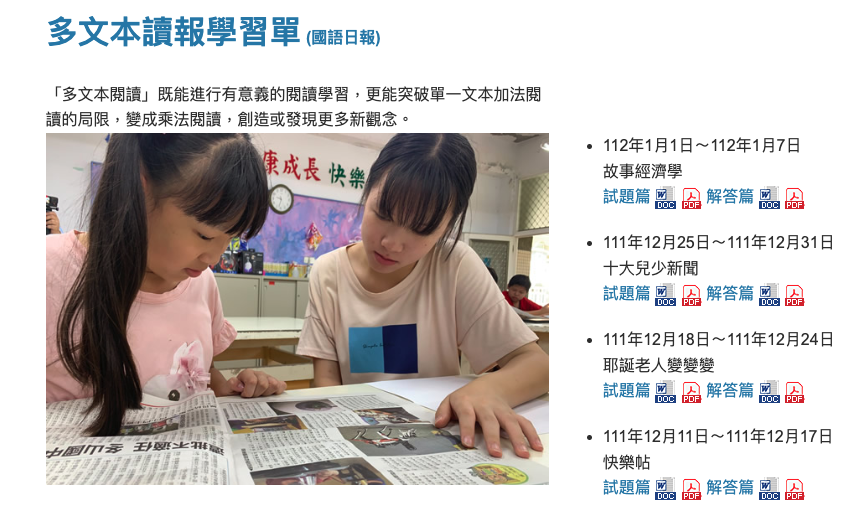 多文本讀報學習單 (國語日報)
「多文本閱讀」既能進行有意義的閱讀學習，更能突破單一文本加法閱
讀的局限，變成乘法閱讀，創造或發現更多新觀念。
康成長 快樂
遭批不適任 冬山國中
112年1月1日～112年1月7日
故事經濟學
試題篇 DOC PDF 解答篇 DOC PDF
111年12月25日～111年12月31日
十大兒少新聞
試題篇 DOC PDF 解答篇 DOC PDF
111年12月18日～111年12月24日
耶誕老人變變變
試題篇 DOC PDF 解答篇 DOC PDF
111年12月11日～111年12月17日
快樂帖
試題篇 DOC PDF 解答篇 DOC PDF